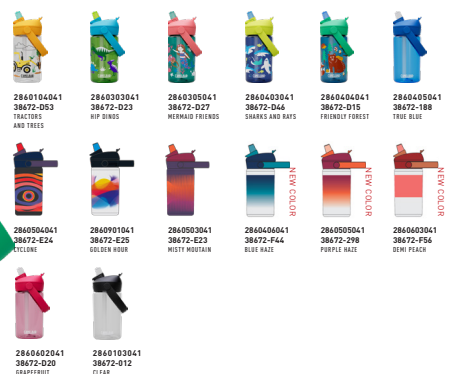 2860104041
38672-D53
TRACTORS
AND TREES
2860303041
38672-D23
HIP DINOS
2860305041
38672-D27
MERMAID FRIENDS
2860403041
38672-D46
SHARKS AND RAYS
2860404041
38672-D15
FRIENDLY FOREST
2860405041
38672-188
TRUE BLUE
2860504041
38672-E24
CYCLONE
2860901041
38672-E25
GOLDEN HOUR
2860503041
38672-E23
MISTY MOUTAIN
NEW COLOR
2860406041
38672-F44
BLUE HAZE
NEW COLOR
2860505041
38672-298
PURPLE HAZE
NEW COLOR
2860603041
38672-F56
DEMI PEACH
2860602041
38672-D20
GRAPEFRUIT
2860103041
38672-012
CLEAR